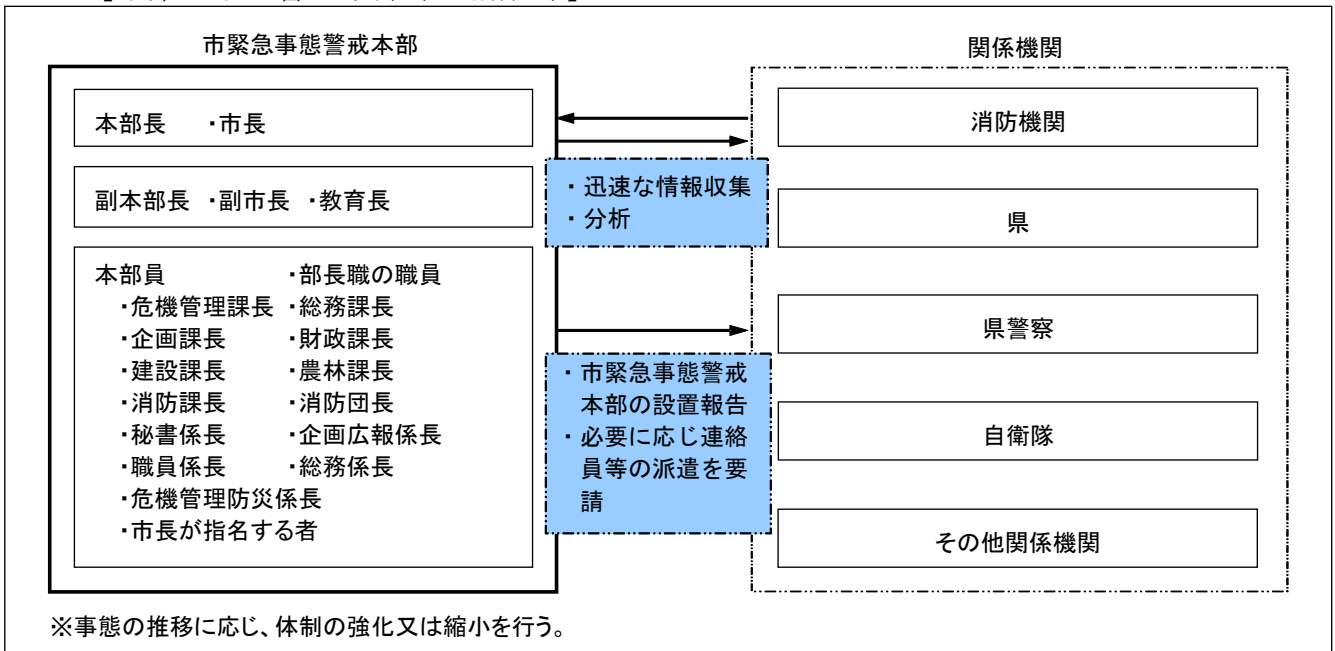 市緊急事態警戒本部
本部長 ・市長
副本部長 ・副市長 ・教育長
本部員 ・部長職の職員
・危機管理課長 ・総務課長
・企画課長 ・財政課長
・建設課長 ・農林課長
・消防課長 ・消防団長
・秘書係長 ・企画広報係長
・職員係長 ・総務係長
・危機管理防災係長
・市長が指名する者
・迅速な情報収集
・分析
・市緊急事態警戒
本部の設置報告
・必要に応じ連絡
員等の派遣を要
請
関係機関
消防機関
県
県警察
自衛隊
その他関係機関
※事態の推移に応じ、体制の強化又は縮小を行う。